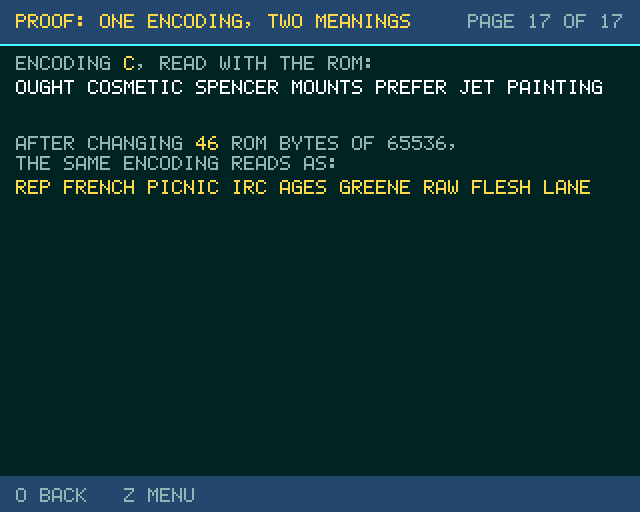 PROOF: ONE ENCODING, TWO MEANINGS PAGE 17 OF 17
ENCODING C, READ WITH THE ROM:
OUGHT COSMETIC SPENCER MOUNTS PREFER JET PAINTING
AFTER CHANGING 46 ROM BYTES OF 65536,
THE SAME ENCODING READS AS:
REP FRENCH PICNIC IRC AGES GREENE RAW FLESH LANE
O BACK Z MENU